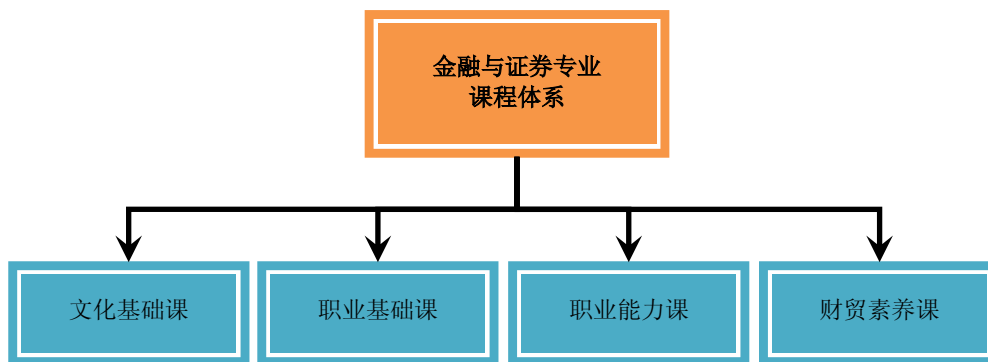 金融与证券专业
课程体系
文化基础课
职业基础课
职业能力课
财贸素养课